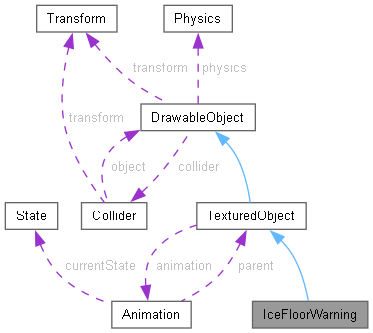 Transform
Physics
transform
physics
DrawableObject
transform
object
collider
State
Collider
TexturedObject
currentState
animation
parent
Animation
IceFloorWarning